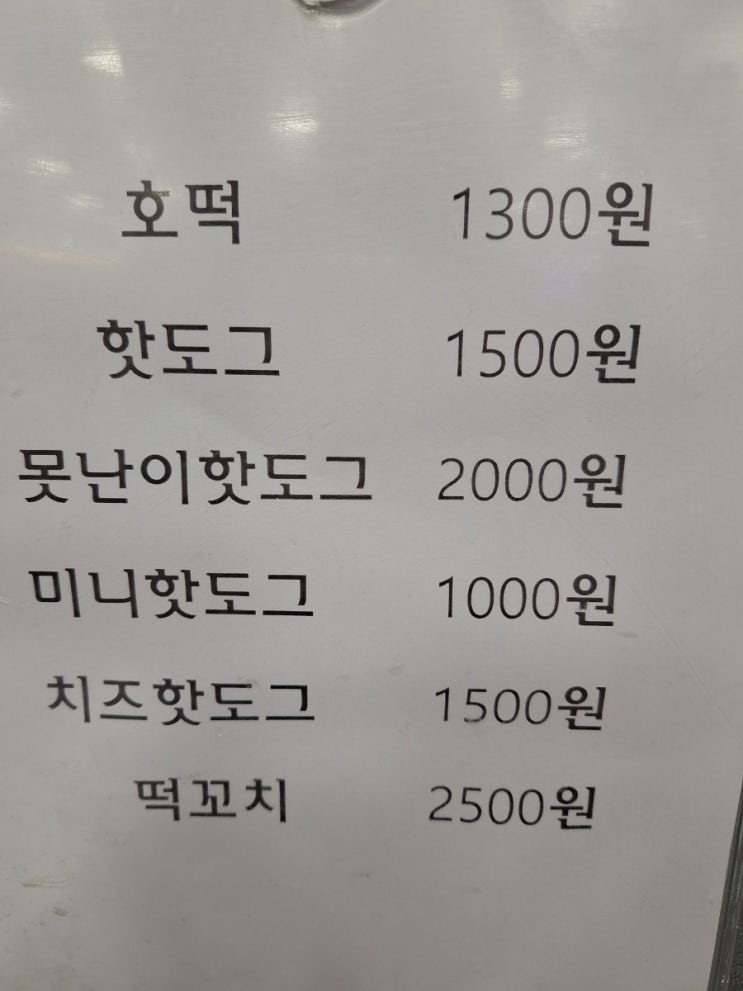 호떡 1300원
핫도그 1500원
못난이핫도그 2000원
미니핫도그 1000원
치즈핫도그 1500원
떡꼬치 2500원